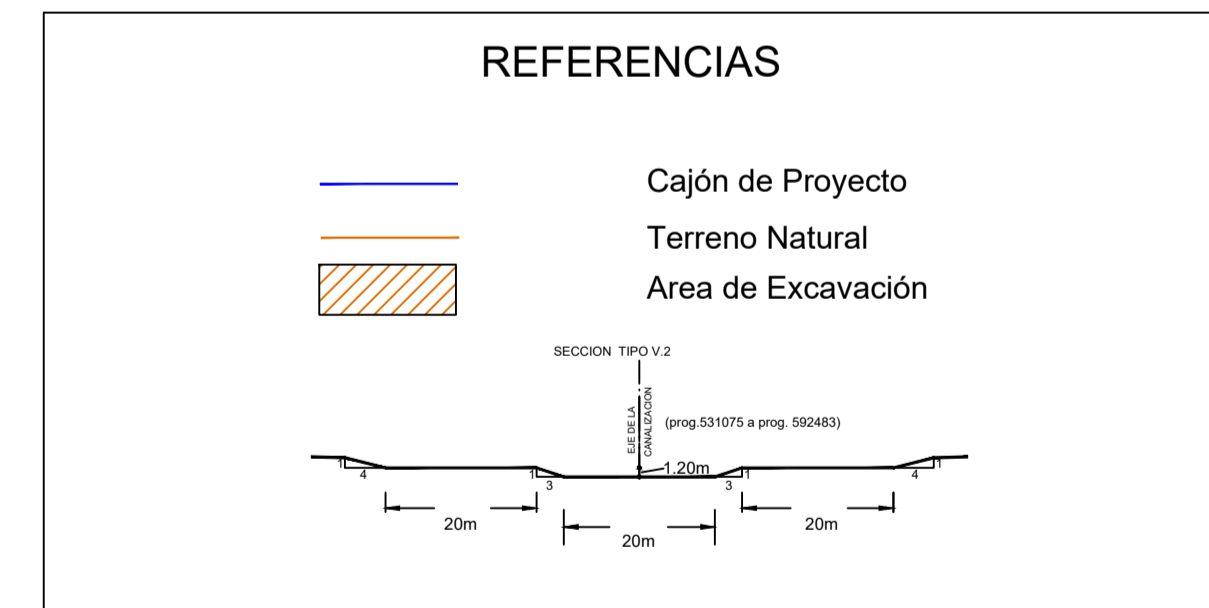 REFERENCIAS
Cajón de Proyecto
Terreno Natural
Area de Excavación
SECCION TIPO V.2
EJE DE LA
CANALIZACION
(prog.531075 a prog. 592483)
1
4
1
3
1.20m
3
1
4
1
20m
20m
20m